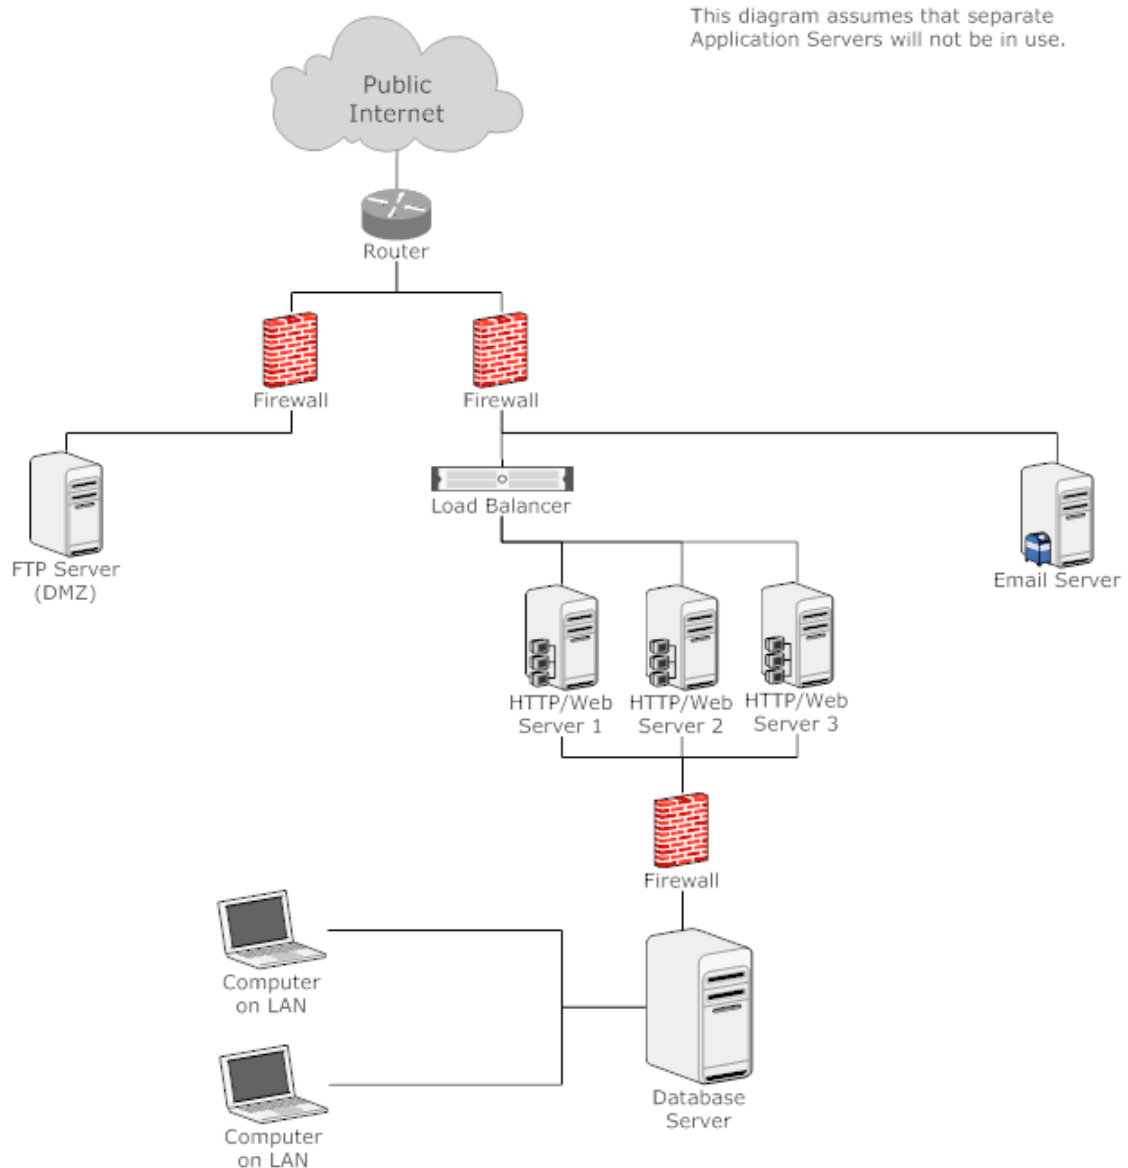 This diagram assumes that separate
Application Servers will not be in use.
Public
Internet
Router
Firewall
Firewall
Load Balancer
FTP Server
(DMZ)
Email Server
HTTP/Web
Server 1
HTTP/Web
Server 2
HTTP/Web
Server 3
Firewall
Computer
on LAN
Database
Server
Computer
on LAN